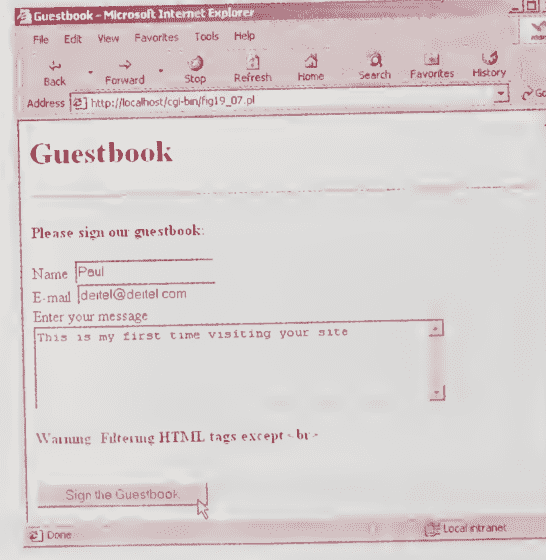 Guestbook - Microsoft Internet Explorer
File Edit View Favorites Tools Help
Back Forward Stop Refresh Home Search Favorites History
Address http://localhost/cgi-bin/fig19_07.pl Go
Guestbook
Please sign our guestbook:
Name Paul
E-mail deitel@deitel.com
Enter your message
This is my first time visiting your site
Warning Filtering HTML tags except <br>
Sign the Guestbook
Done Local intranet